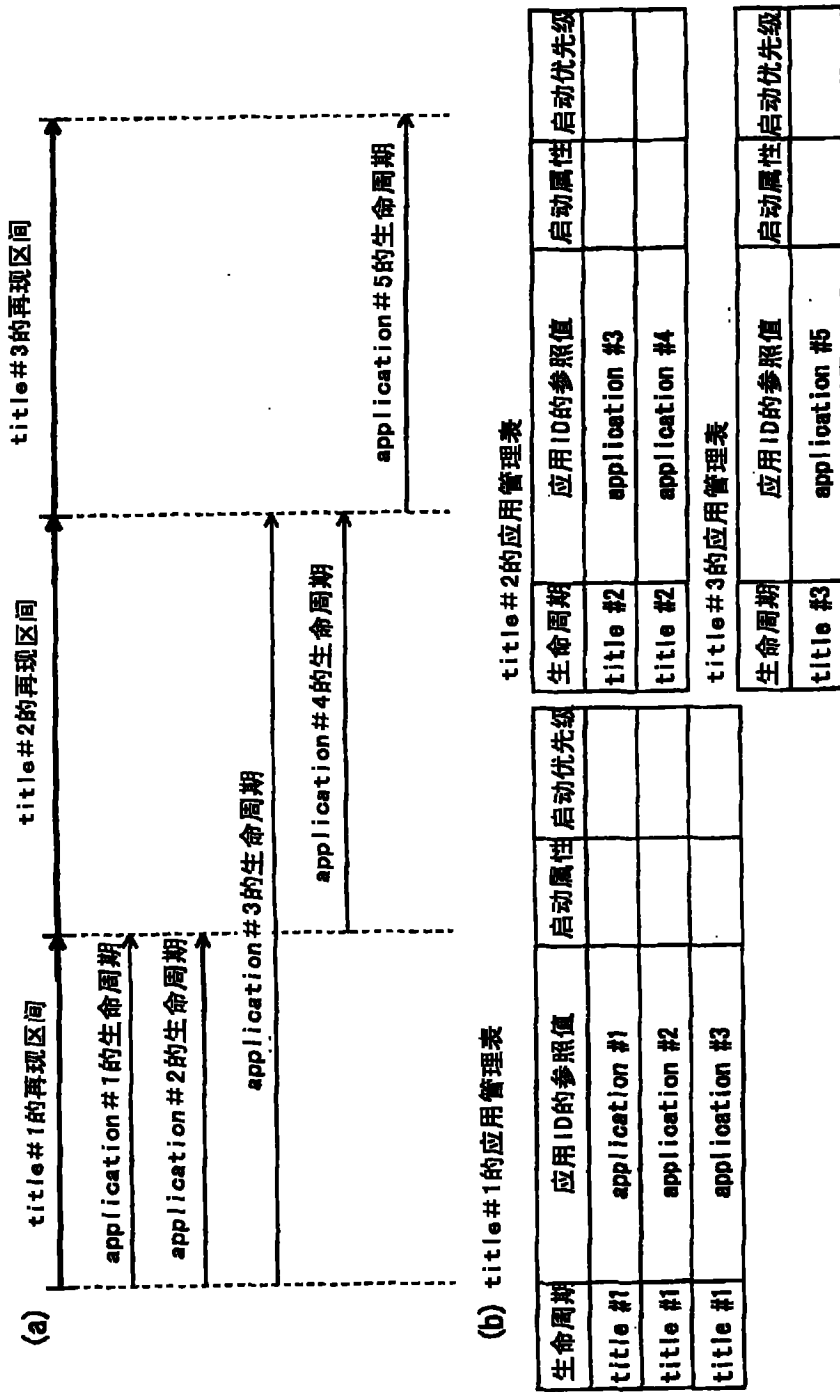 (a)
title#1的再现区间
title#2的再现区间
title#3的再现区间
application#1的生命周期
application#2的生命周期
application#3的生命周期
application#4的生命周期
application#5的生命周期
(b) title#1的应用管理表
生命周期 应用ID的参照值 启动属性 启动优先级
title #1 application #1
title #1 application #2
title #1 application #3
title#2的应用管理表
生命周期 应用ID的参照值 启动属性 启动优先级
title #2 application #3
title #2 application #4
title#3的应用管理表
生命周期 应用ID的参照值 启动属性 启动优先级
title #3 application #5